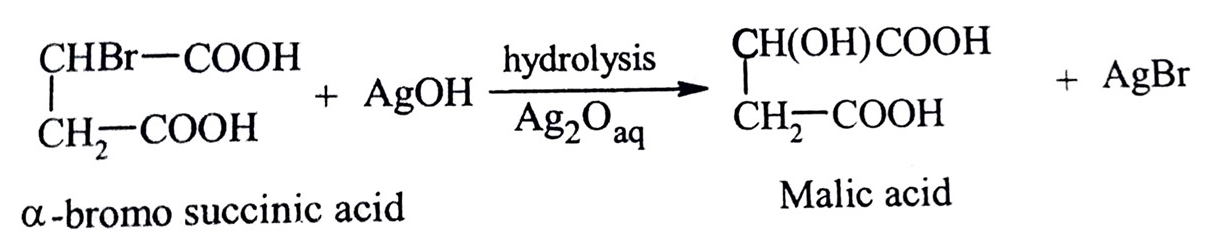 CHBr—COOH
CH₂—COOH
+ AgOH
hydrolysis
Ag₂Oaq
CH(OH)COOH
CH₂—COOH
+ AgBr
α-bromo succinic acid
Malic acid